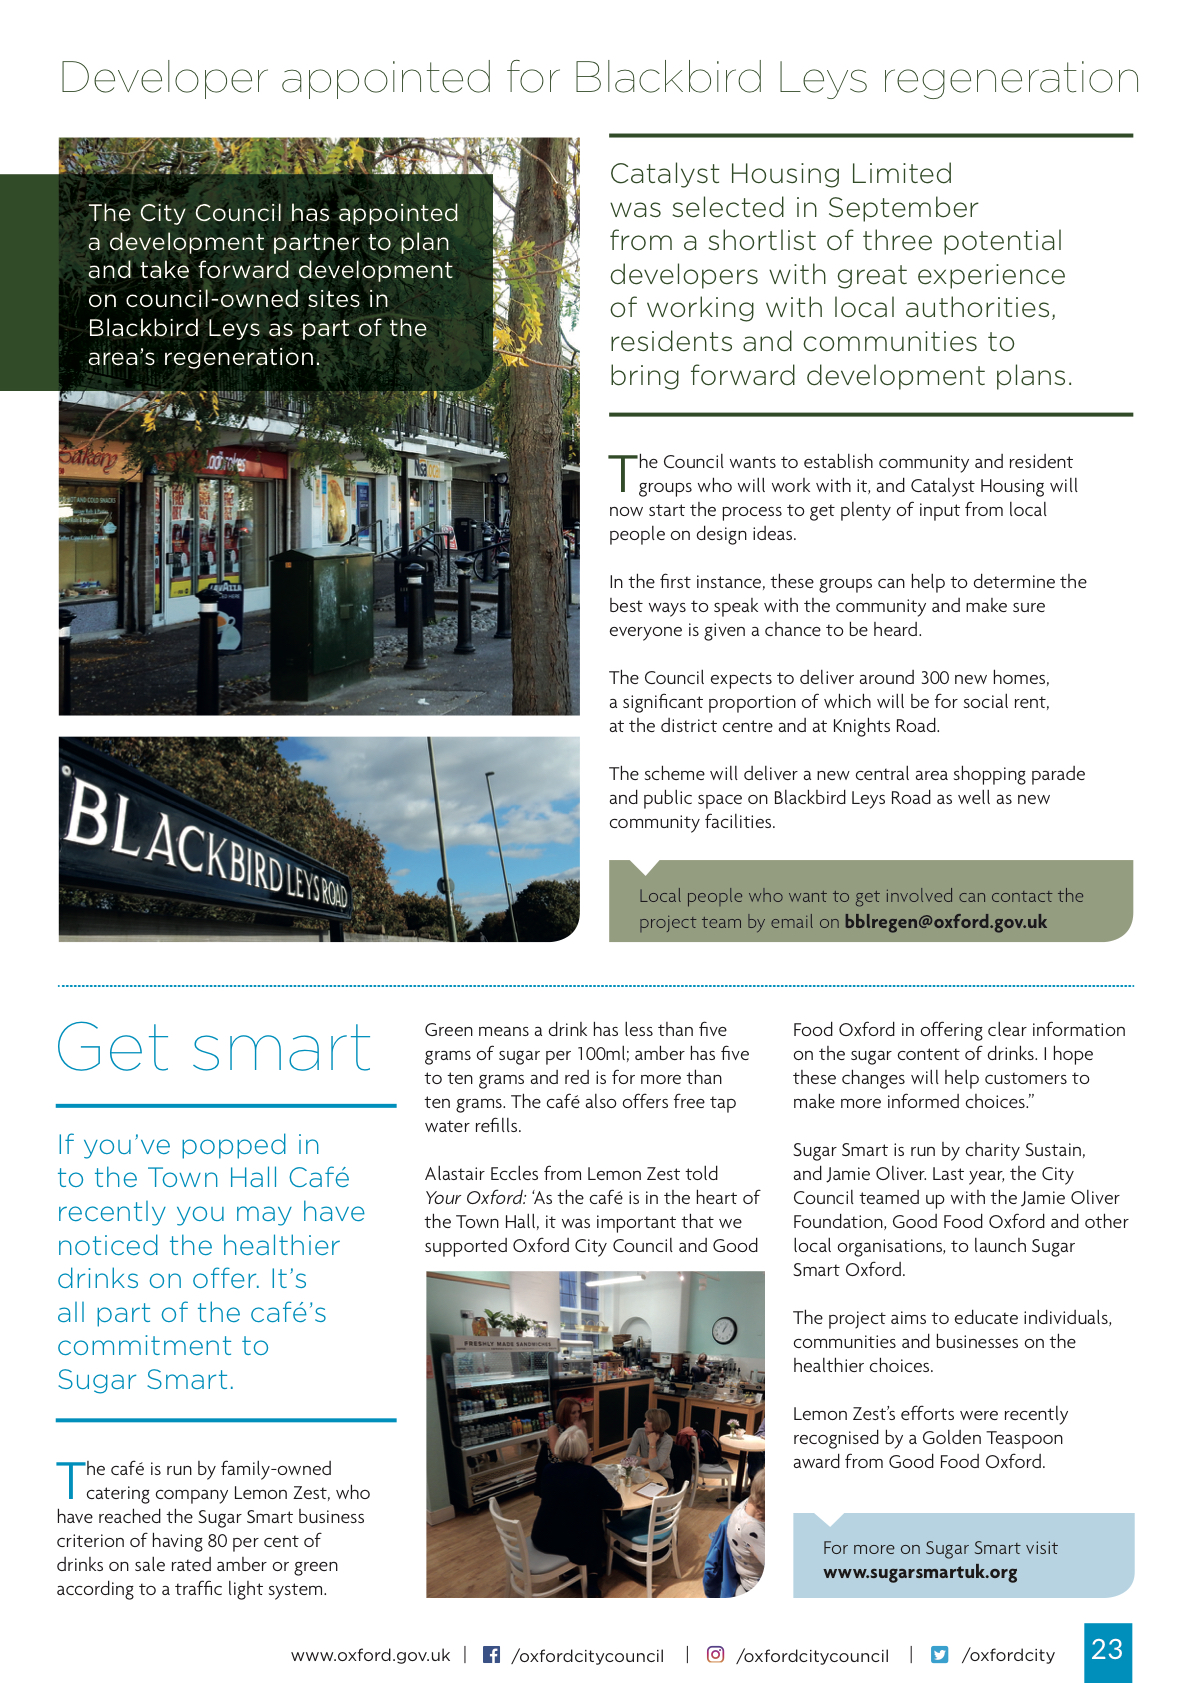 Developer appointed for Blackbird Leys regeneration
The City Council has appointed
a development partner to plan
and take forward development
on council-owned sites in
Blackbird Leys as part of the
area's regeneration.
Bakery
Ladbrokes
Nisa
BLACKBIRD LEYS ROAD
Catalyst Housing Limited
was selected in September
from a shortlist of three potential
developers with great experience
of working with local authorities,
residents and communities to
bring forward development plans.
The Council wants to establish community and resident
groups who will work with it, and Catalyst Housing will
now start the process to get plenty of input from local
people on design ideas.
In the first instance, these groups can help to determine the
best ways to speak with the community and make sure
everyone is given a chance to be heard.
The Council expects to deliver around 300 new homes,
a significant proportion of which will be for social rent,
at the district centre and at Knights Road.
The scheme will deliver a new central area shopping parade
and public space on Blackbird Leys Road as well as new
community facilities.
Local people who want to get involved can contact the
project team by email on bblregen@oxford.gov.uk
Get smart
If you've popped in
to the Town Hall Café
recently you may have
noticed the healthier
drinks on offer. It's
all part of the café's
commitment to
Sugar Smart.
The café is run by family-owned
catering company Lemon Zest, who
have reached the Sugar Smart business
criterion of having 80 per cent of
drinks on sale rated amber or green
according to a traffic light system.
Green means a drink has less than five
grams of sugar per 100ml; amber has five
to ten grams and red is for more than
ten grams. The café also offers free tap
water refills.
Alastair Eccles from Lemon Zest told
Your Oxford: 'As the café is in the heart of
the Town Hall, it was important that we
supported Oxford City Council and Good
FRESHLY MADE SANDWICHES
Food Oxford in offering clear information
on the sugar content of drinks. I hope
these changes will help customers to
make more informed choices."
Sugar Smart is run by charity Sustain,
and Jamie Oliver. Last year, the City
Council teamed up with the Jamie Oliver
Foundation, Good Food Oxford and other
local organisations, to launch Sugar
Smart Oxford.
The project aims to educate individuals,
communities and businesses on the
healthier choices.
Lemon Zest's efforts were recently
recognised by a Golden Teaspoon
award from Good Food Oxford.
For more on Sugar Smart visit
www.sugarsmartuk.org
www.oxford.gov.uk | /oxfordcitycouncil | /oxfordcitycouncil | /oxfordcity 23